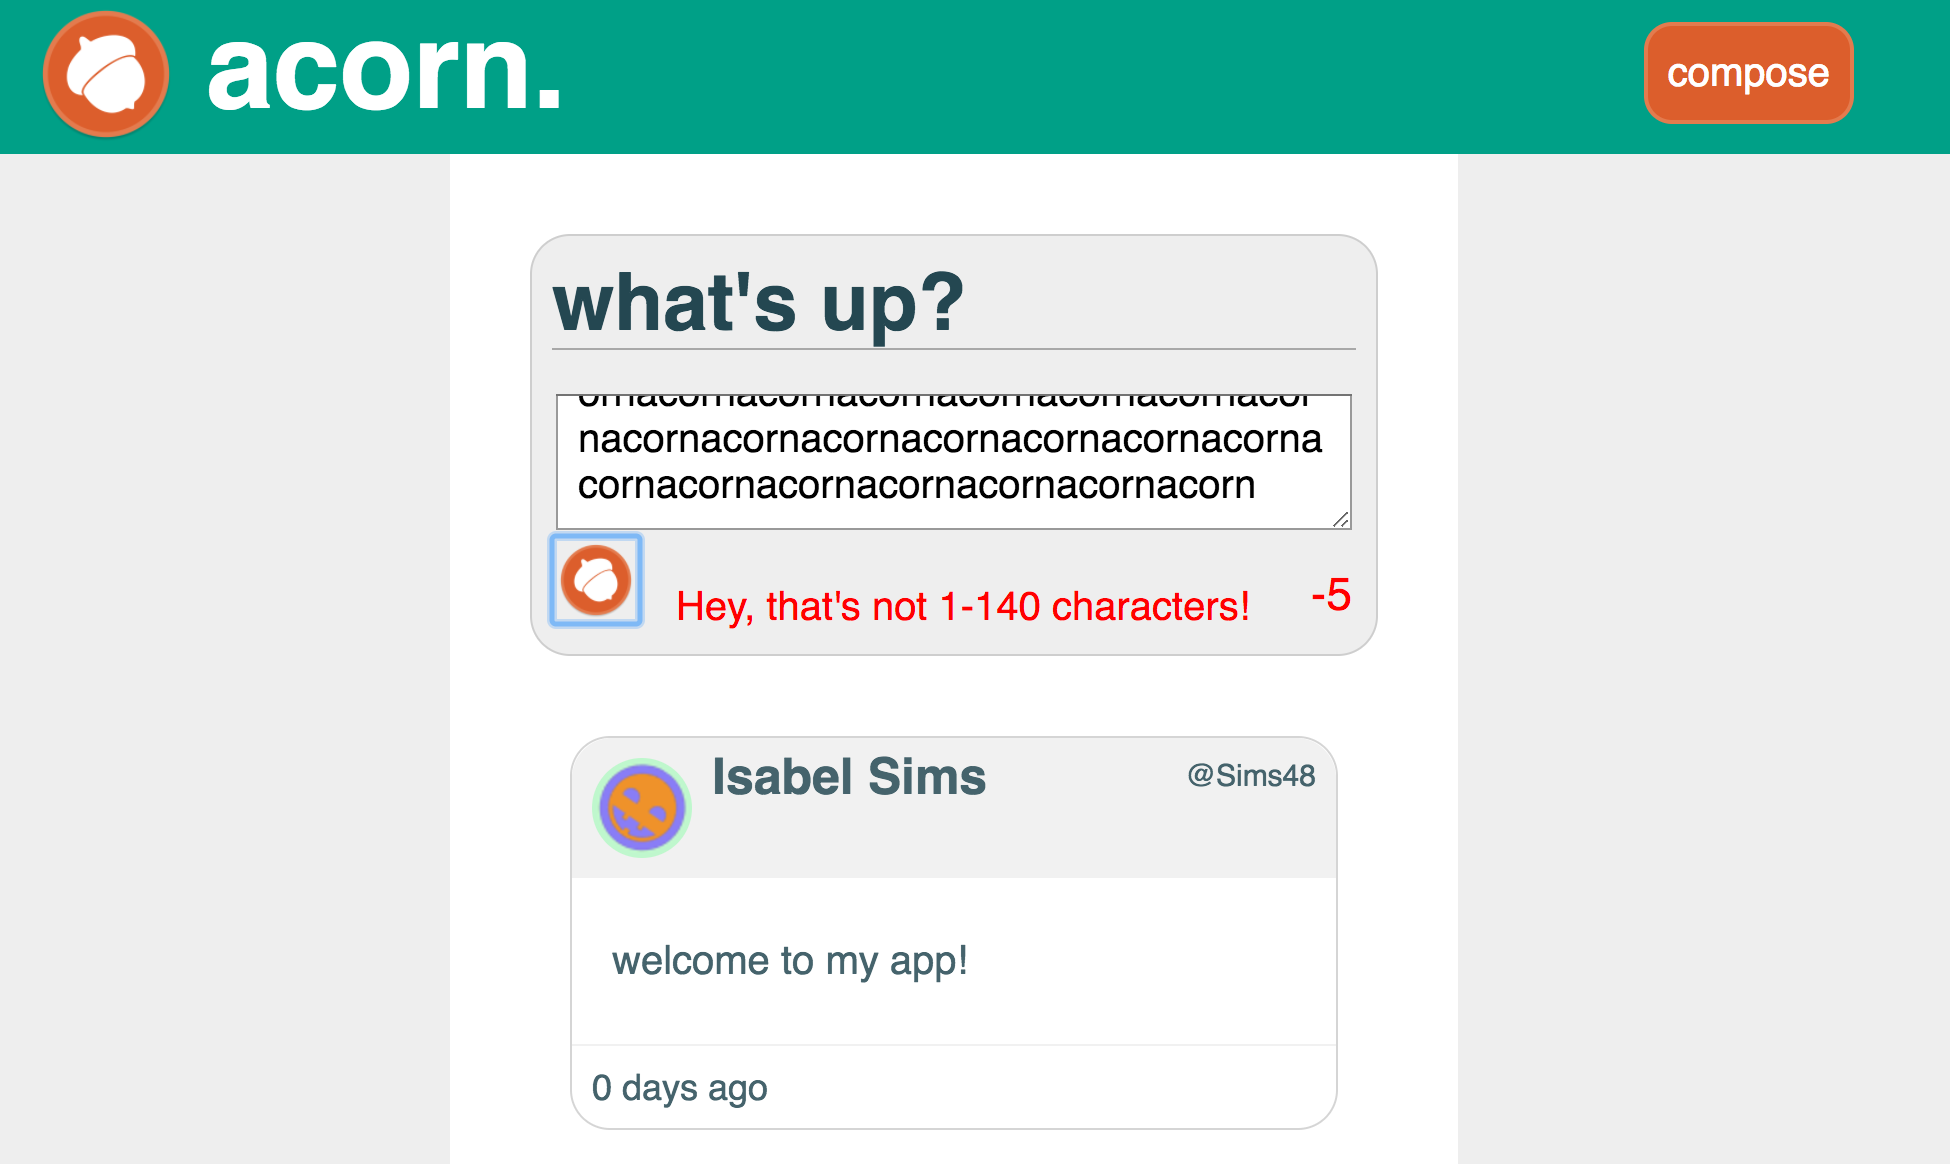 acorn.
compose
what's up?
ornacornacornacornacornacornacornacor
nacornacornacornacornacornacornacorna
cornacornacornacornacornacornacorn
Hey, that's not 1-140 characters!
-5
Isabel Sims
@Sims48
welcome to my app!
0 days ago